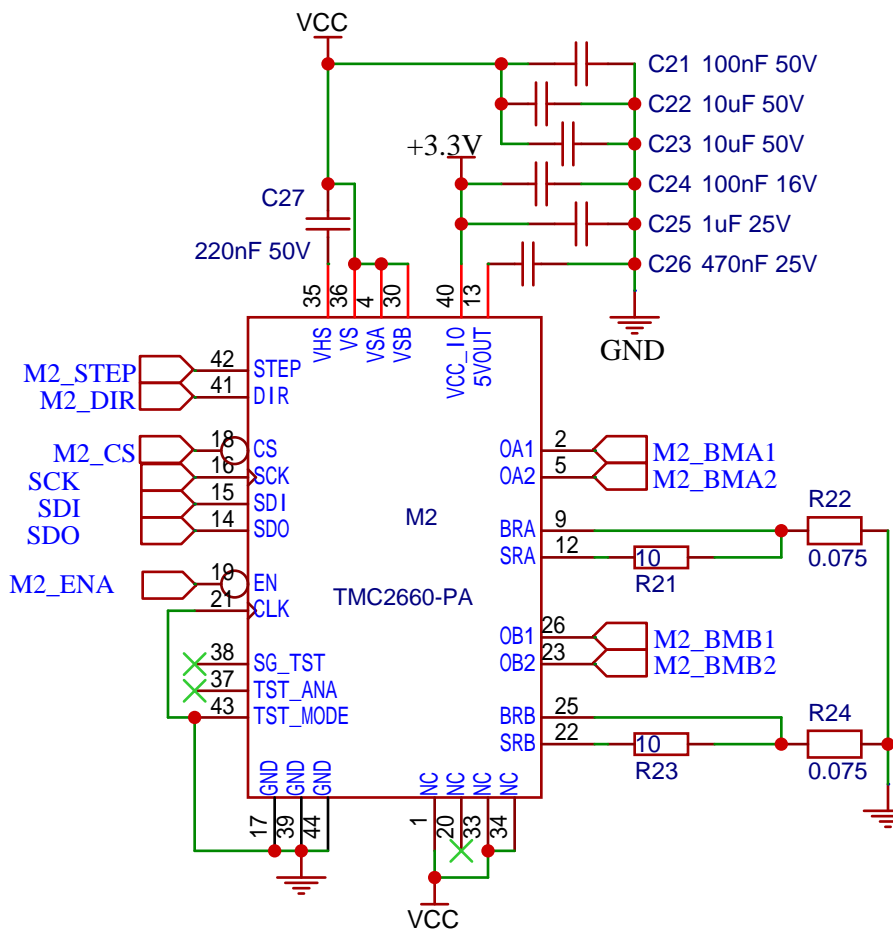 VCC
C21 100nF 50V
C22 10uF 50V
C23 10uF 50V
+3.3V
C24 100nF 16V
C27
C25 1uF 25V
220nF 50V
C26 470nF 25V
35 36 4 30 40 13
VHS VS VSA VSB VCC_IO 5VOUT
GND
M2_STEP 42 STEP
M2_DIR 41 DIR
M2_CS 18 CS
OA1 2 M2_BMA1
SCK 16 SCK
OA2 5 M2_BMA2
SDI 15 SDI
R22
SDO 14 SDO
M2
BRA 9
0.075
SRA 12 10
R21
M2_ENA 19 EN
21 CLK
TMC2660-PA
OB1 26 M2_BMB1
38 SG_TST
OB2 23 M2_BMB2
37 TST_ANA
43 TST_MODE
BRB 25
R24
SRB 22 10
R23
0.075
GND GND GND NC NC NC NC
17 39 44 1 20 33 34
VCC